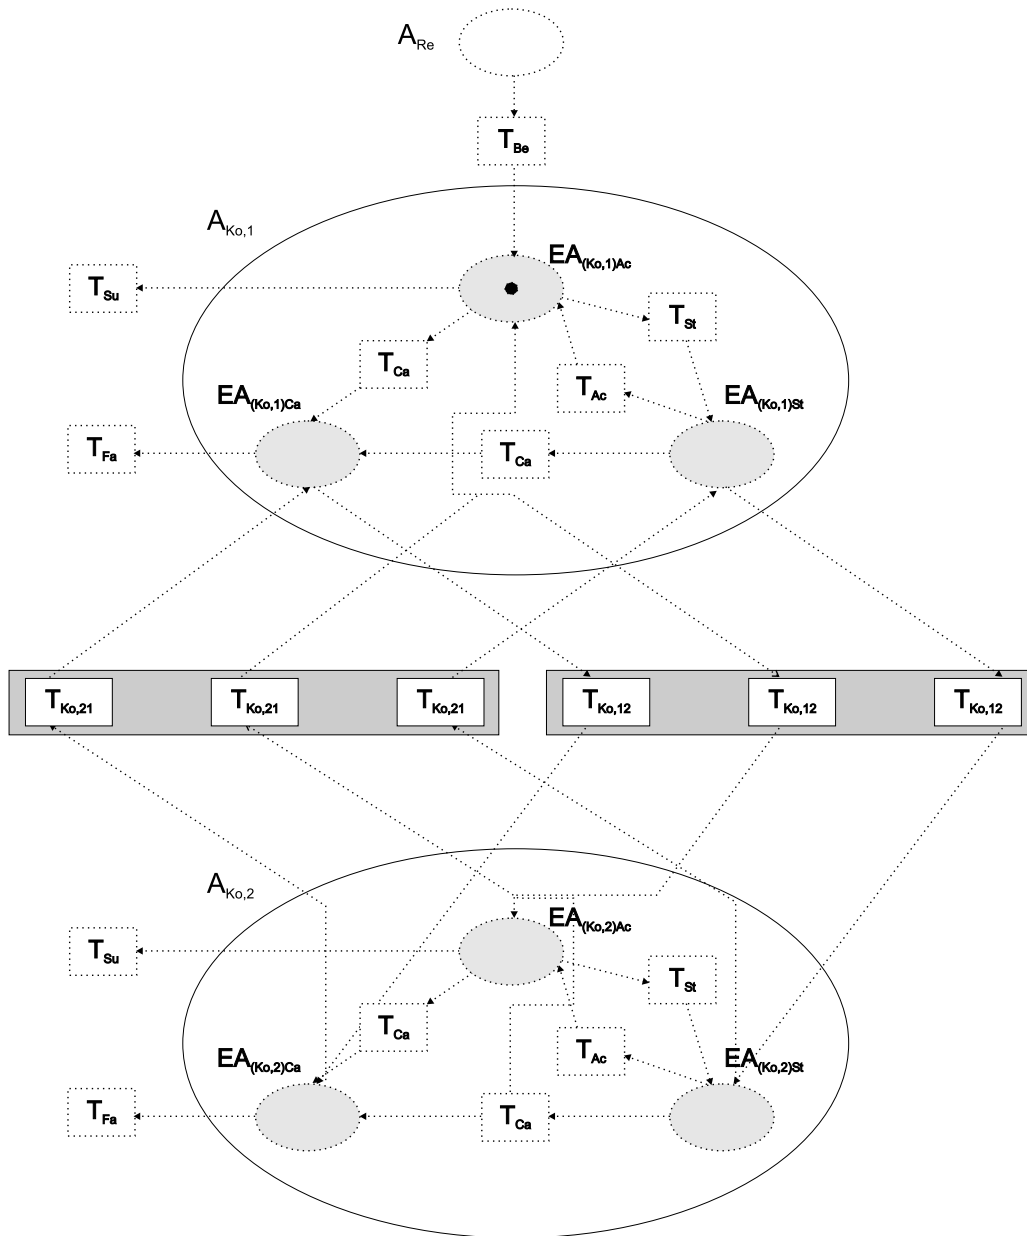 A_Re
T_Be
A_Ko,1
EA_(Ko,1)Ac
T_Su
T_St
T_Ca
T_Ac
EA_(Ko,1)Ca
EA_(Ko,1)St
T_Fa
T_Ca
T_Ko,21 T_Ko,21 T_Ko,21 T_Ko,12 T_Ko,12 T_Ko,12
A_Ko,2
EA_(Ko,2)Ac
T_Su
T_St
T_Ca
T_Ac
EA_(Ko,2)Ca
EA_(Ko,2)St
T_Fa
T_Ca